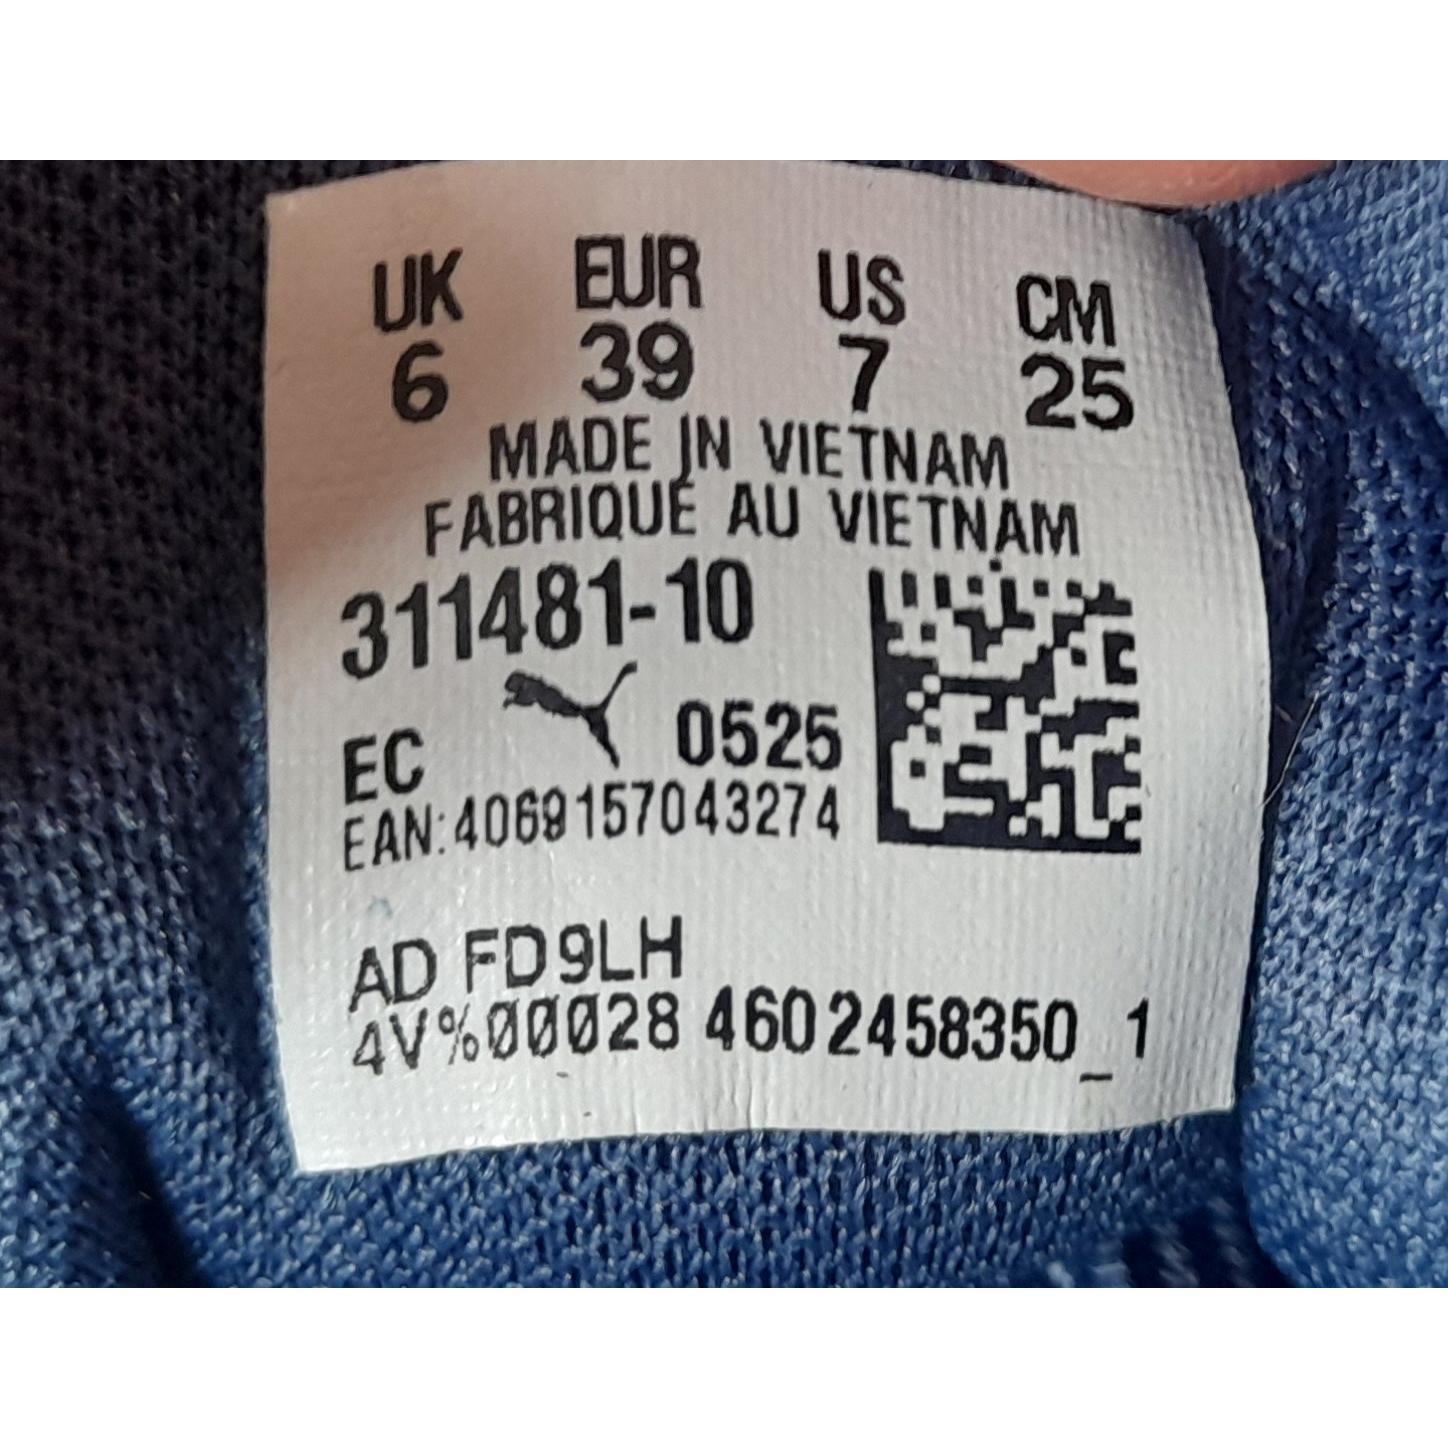 UK EUR US CM
6 39 7 25
MADE IN VIETNAM
FABRIQUÉ AU VIETNAM
311481-10
EC 0525
EAN:4069157043274
AD FD9LH
4V%00028 4602458350_1